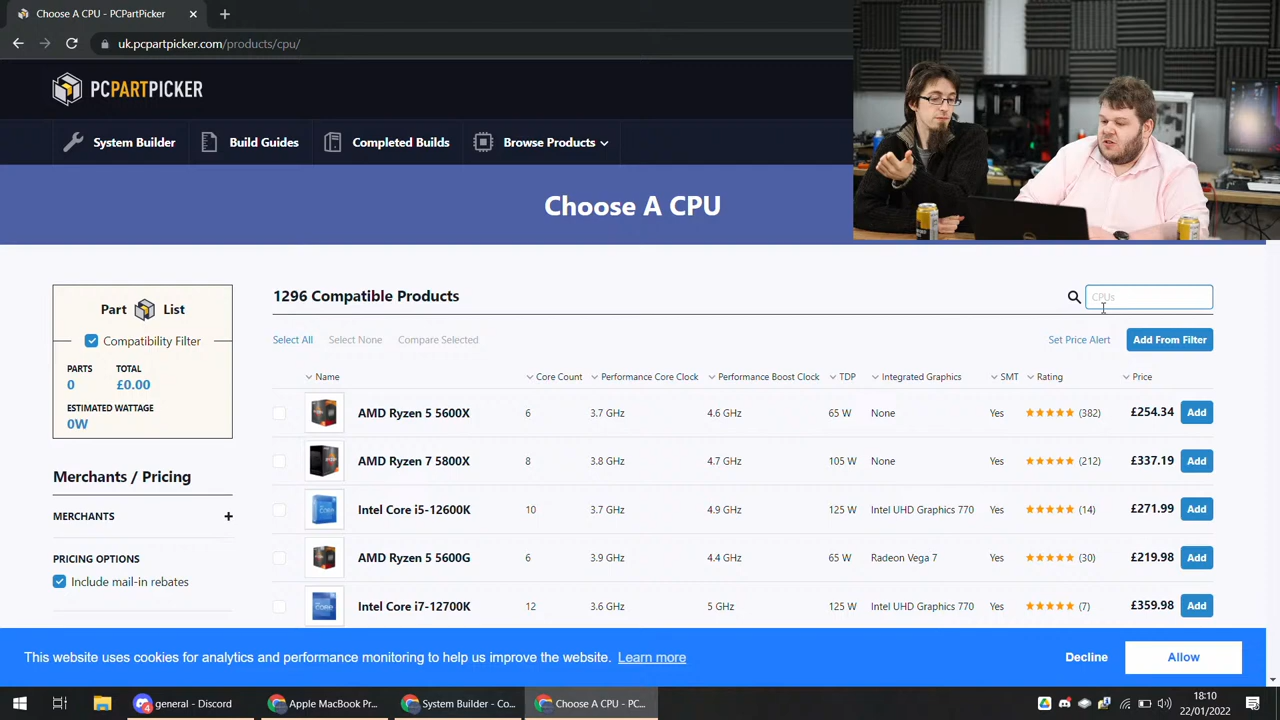 Choose A CPU - PCPartPicker
uk.pcpartpicker.com/products/cpu/
PCPARTPICKER
System Builder
Build Guides
Completed Builds
Browse Products
Choose A CPU
Part List
Compatibility Filter
PARTS TOTAL
0 £0.00
ESTIMATED WATTAGE
0W
Merchants / Pricing
MERCHANTS +
PRICING OPTIONS
Include mail-in rebates
1296 Compatible Products
CPUs
Select All Select None Compare Selected Set Price Alert Add From Filter
Name Core Count Performance Core Clock Performance Boost Clock TDP Integrated Graphics SMT Rating Price
AMD Ryzen 5 5600X 6 3.7 GHz 4.6 GHz 65 W None Yes (382) £254.34 Add
AMD Ryzen 7 5800X 8 3.8 GHz 4.7 GHz 105 W None Yes (212) £337.19 Add
Intel Core i5-12600K 10 3.7 GHz 4.9 GHz 125 W Intel UHD Graphics 770 Yes (14) £271.99 Add
AMD Ryzen 5 5600G 6 3.9 GHz 4.4 GHz 65 W Radeon Vega 7 Yes (30) £219.98 Add
Intel Core i7-12700K 12 3.6 GHz 5 GHz 125 W Intel UHD Graphics 770 Yes (7) £359.98 Add
This website uses cookies for analytics and performance monitoring to help us improve the website. Learn more Decline Allow
general - Discord
Apple MacBook P...
System Builder - Co...
Choose A CPU - PC...
18:10
22/01/2022